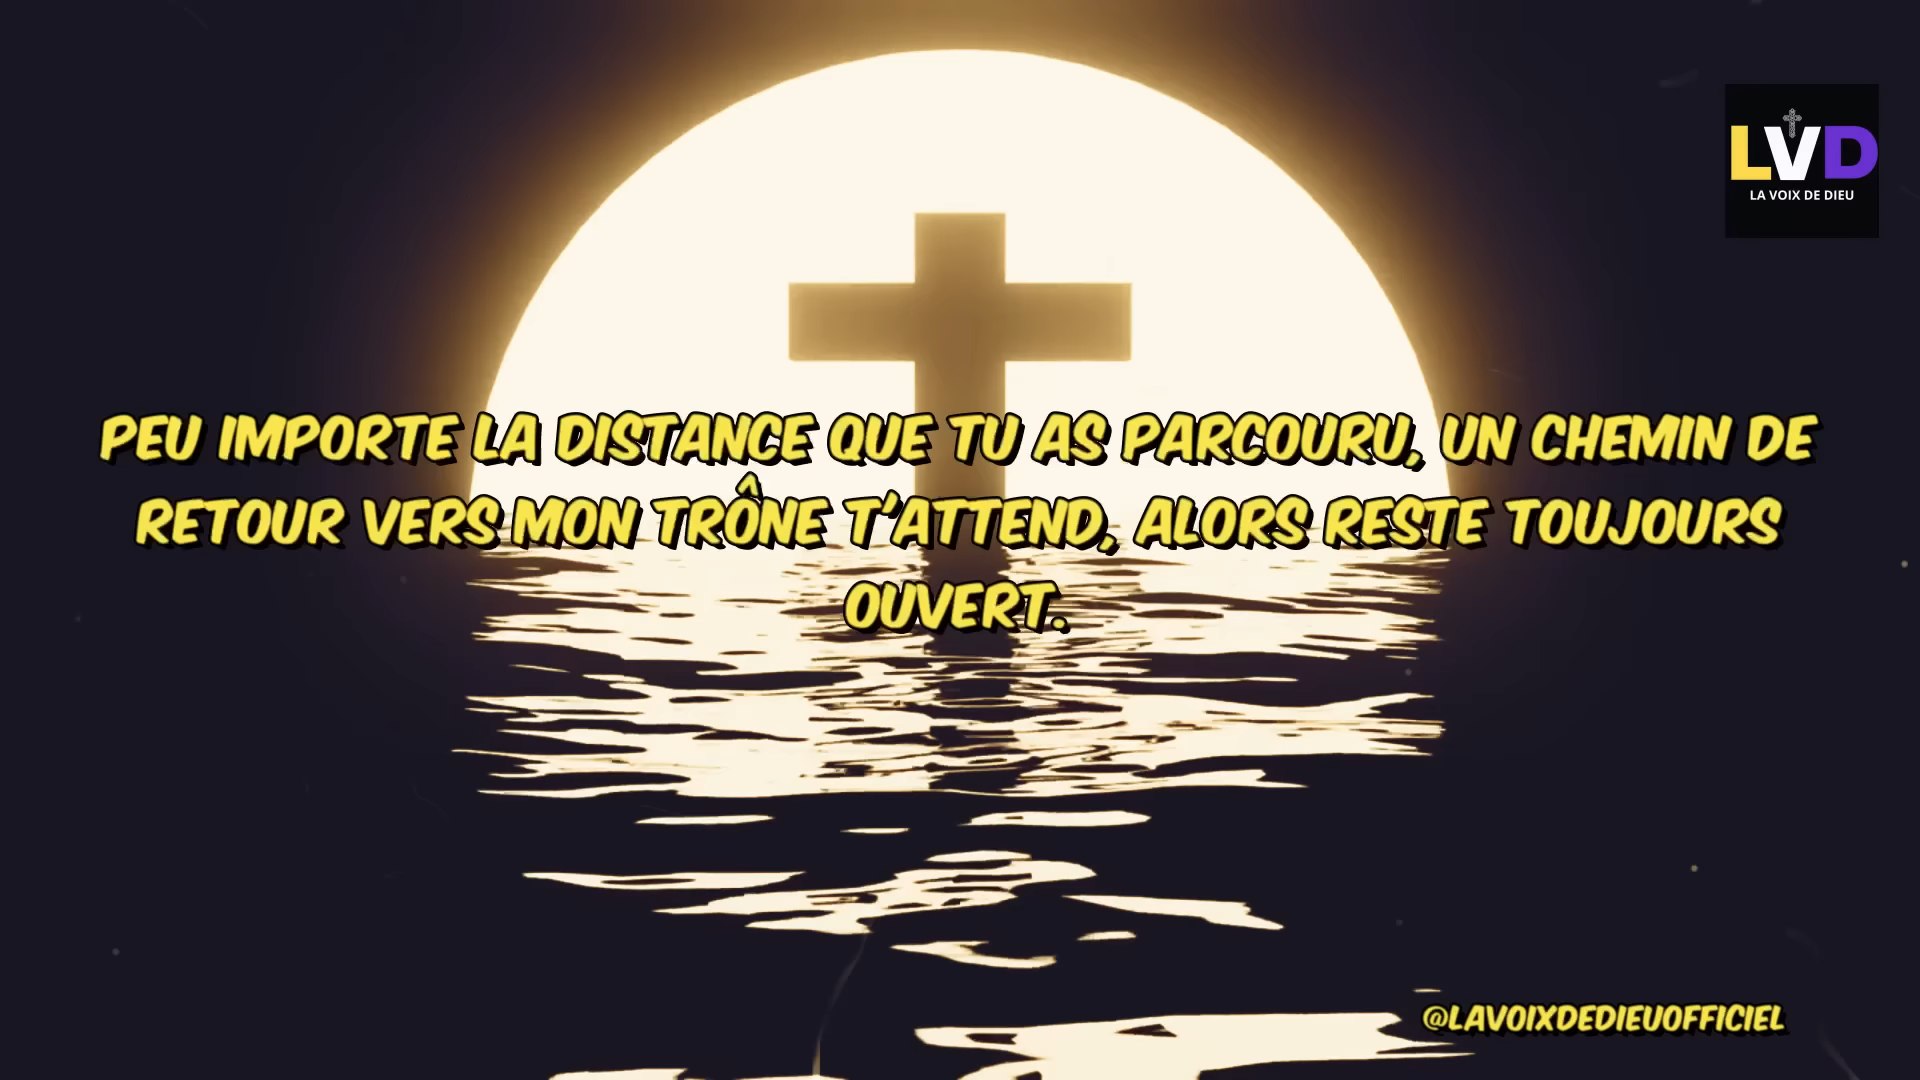 LVD
LA VOIX DE DIEU
PEU IMPORTE LA DISTANCE QUE TU AS PARCOURU, UN CHEMIN DE
RETOUR VERS MON TRÔNE T'ATTEND, ALORS RESTE TOUJOURS
OUVERT.
@LAVOIXDEDIEUOFFICIEL